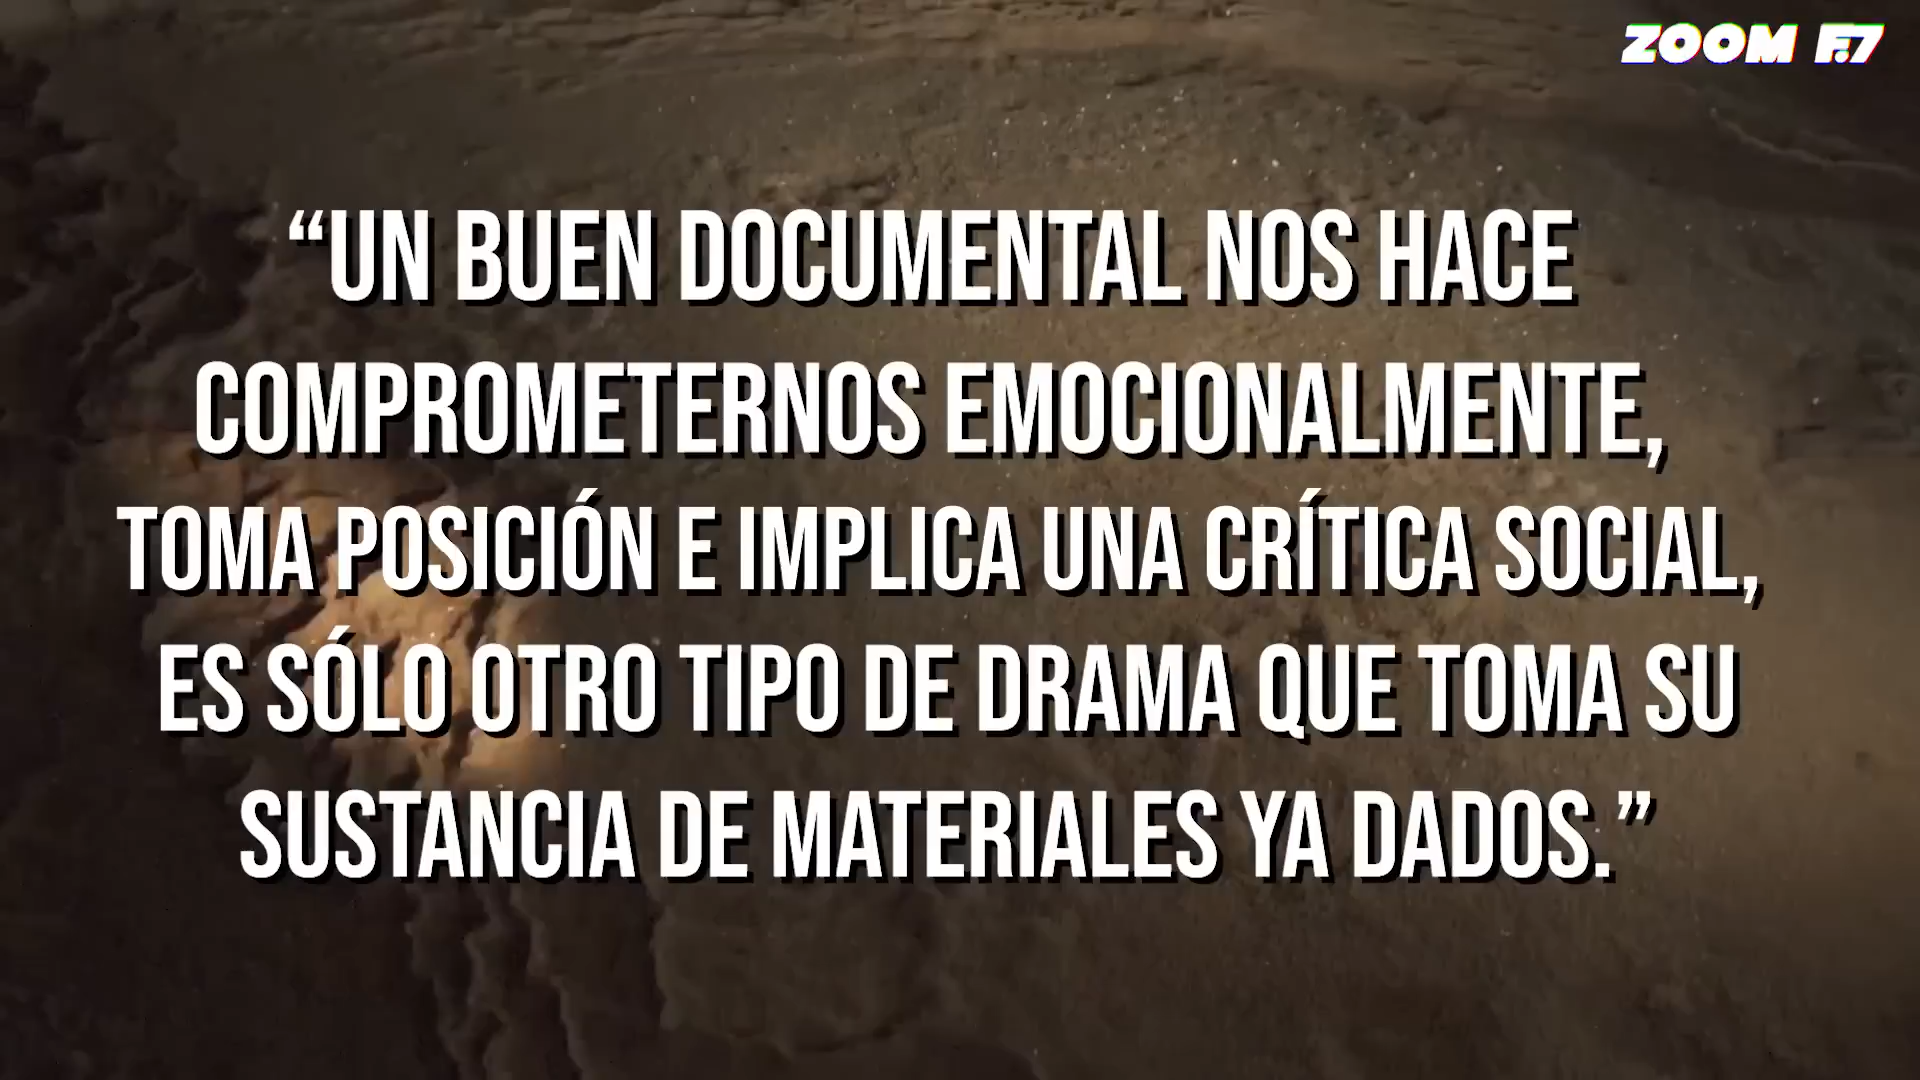 ZOOM F.7
“UN BUEN DOCUMENTAL NOS HACE
COMPROMETERNOS EMOCIONALMENTE,
TOMA POSICIÓN E IMPLICA UNA CRÍTICA SOCIAL,
ES SÓLO OTRO TIPO DE DRAMA QUE TOMA SU
SUSTANCIA DE MATERIALES YA DADOS.”